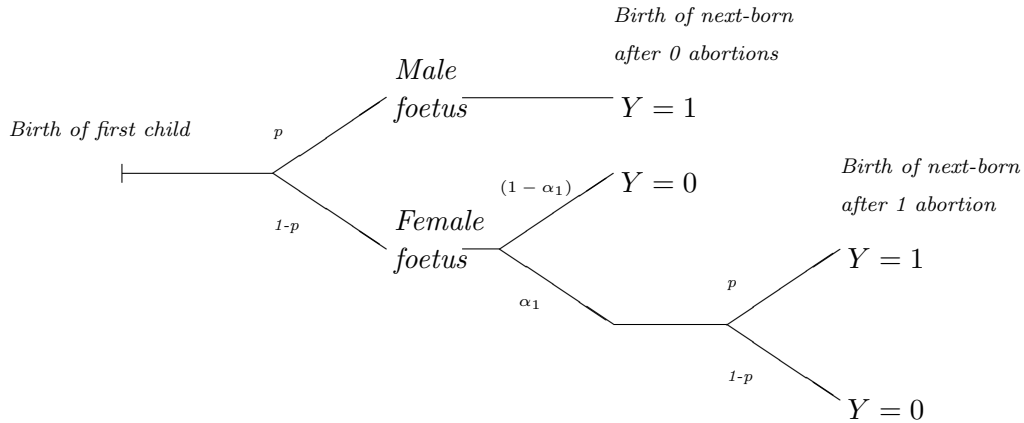 Birth of next-born
after 0 abortions
Male
foetus
Y = 1
Birth of first child
p
1-p
(1 − α₁)
Y = 0
Birth of next-born
after 1 abortion
Female
foetus
α₁
p
Y = 1
1-p
Y = 0